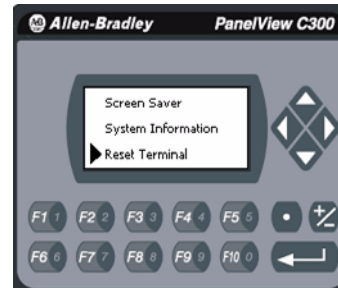 AB Allen-Bradley PanelView C300
Screen Saver
System Information
Reset Terminal
F1 1 F2 2 F3 3 F4 4 F5 5 • +/-
F6 6 F7 7 F8 8 F9 9 F10 0